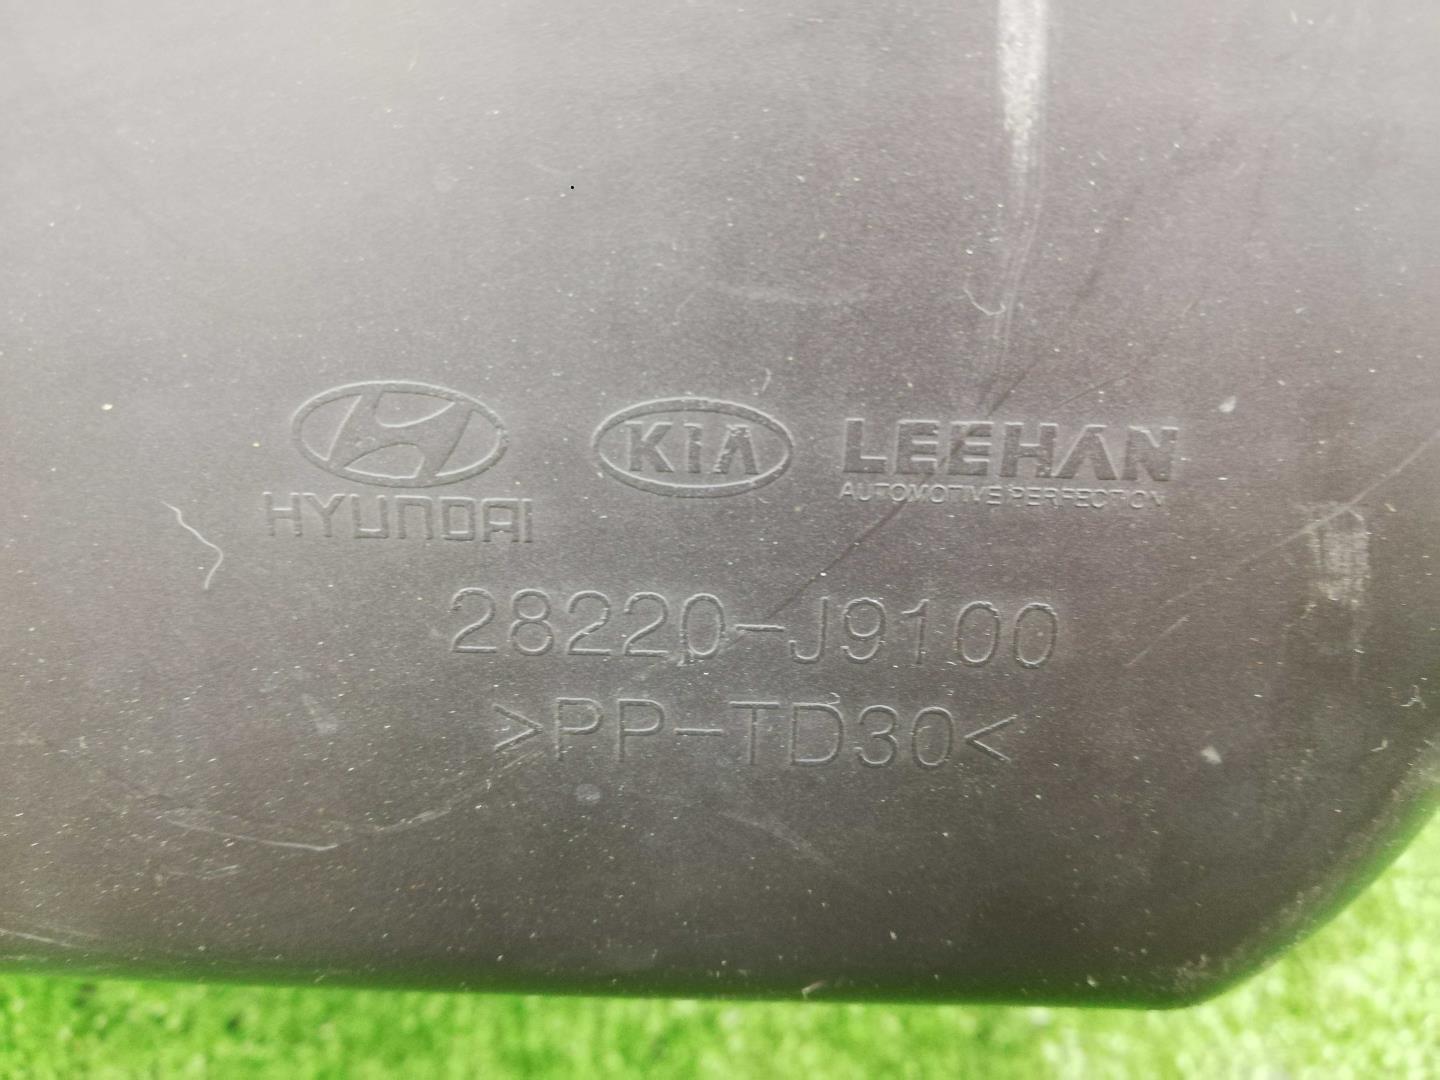 HYUNDAI
KIA
LEEHAN
AUTOMOTIVE PERFECTION
28220-J9100
>PP-TD30<